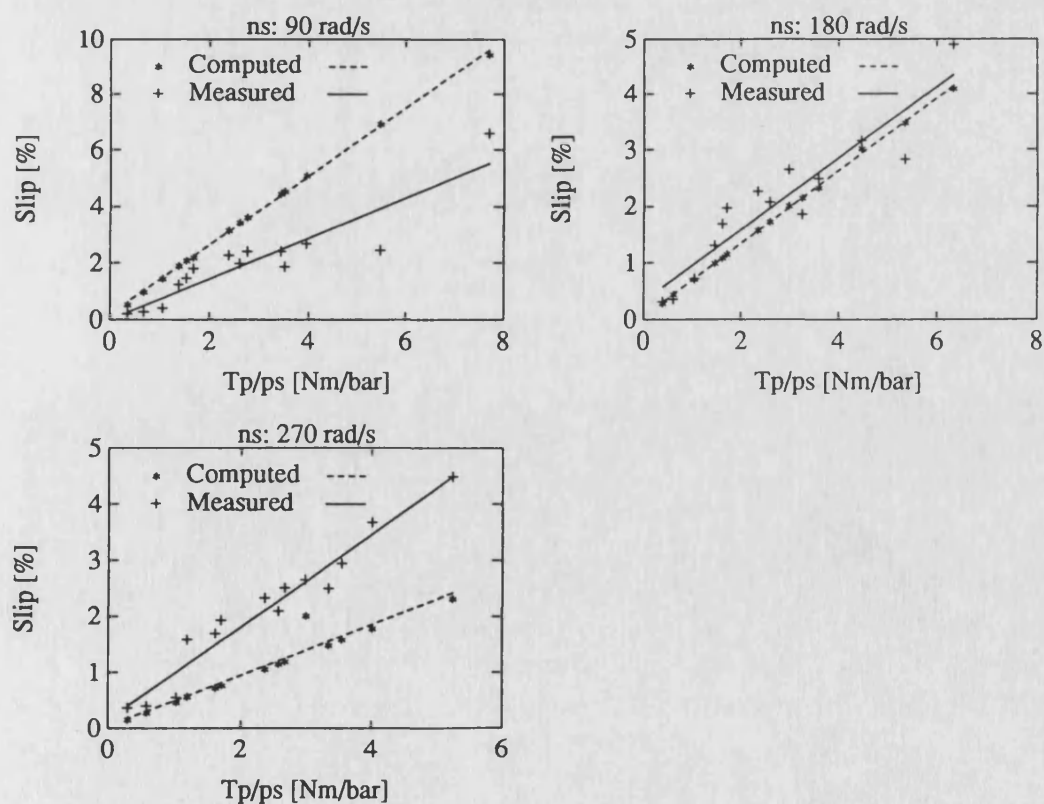 ns: 90 rad/s
10
8
6
4
2
0
Computed
Measured
Slip [%]
0 2 4 6 8
Tp/ps [Nm/bar]
ns: 180 rad/s
5
4
3
2
1
0
Computed
Measured
Slip [%]
0 2 4 6 8
Tp/ps [Nm/bar]
ns: 270 rad/s
5
4
3
2
1
0
Computed
Measured
Slip [%]
0 2 4 6
Tp/ps [Nm/bar]